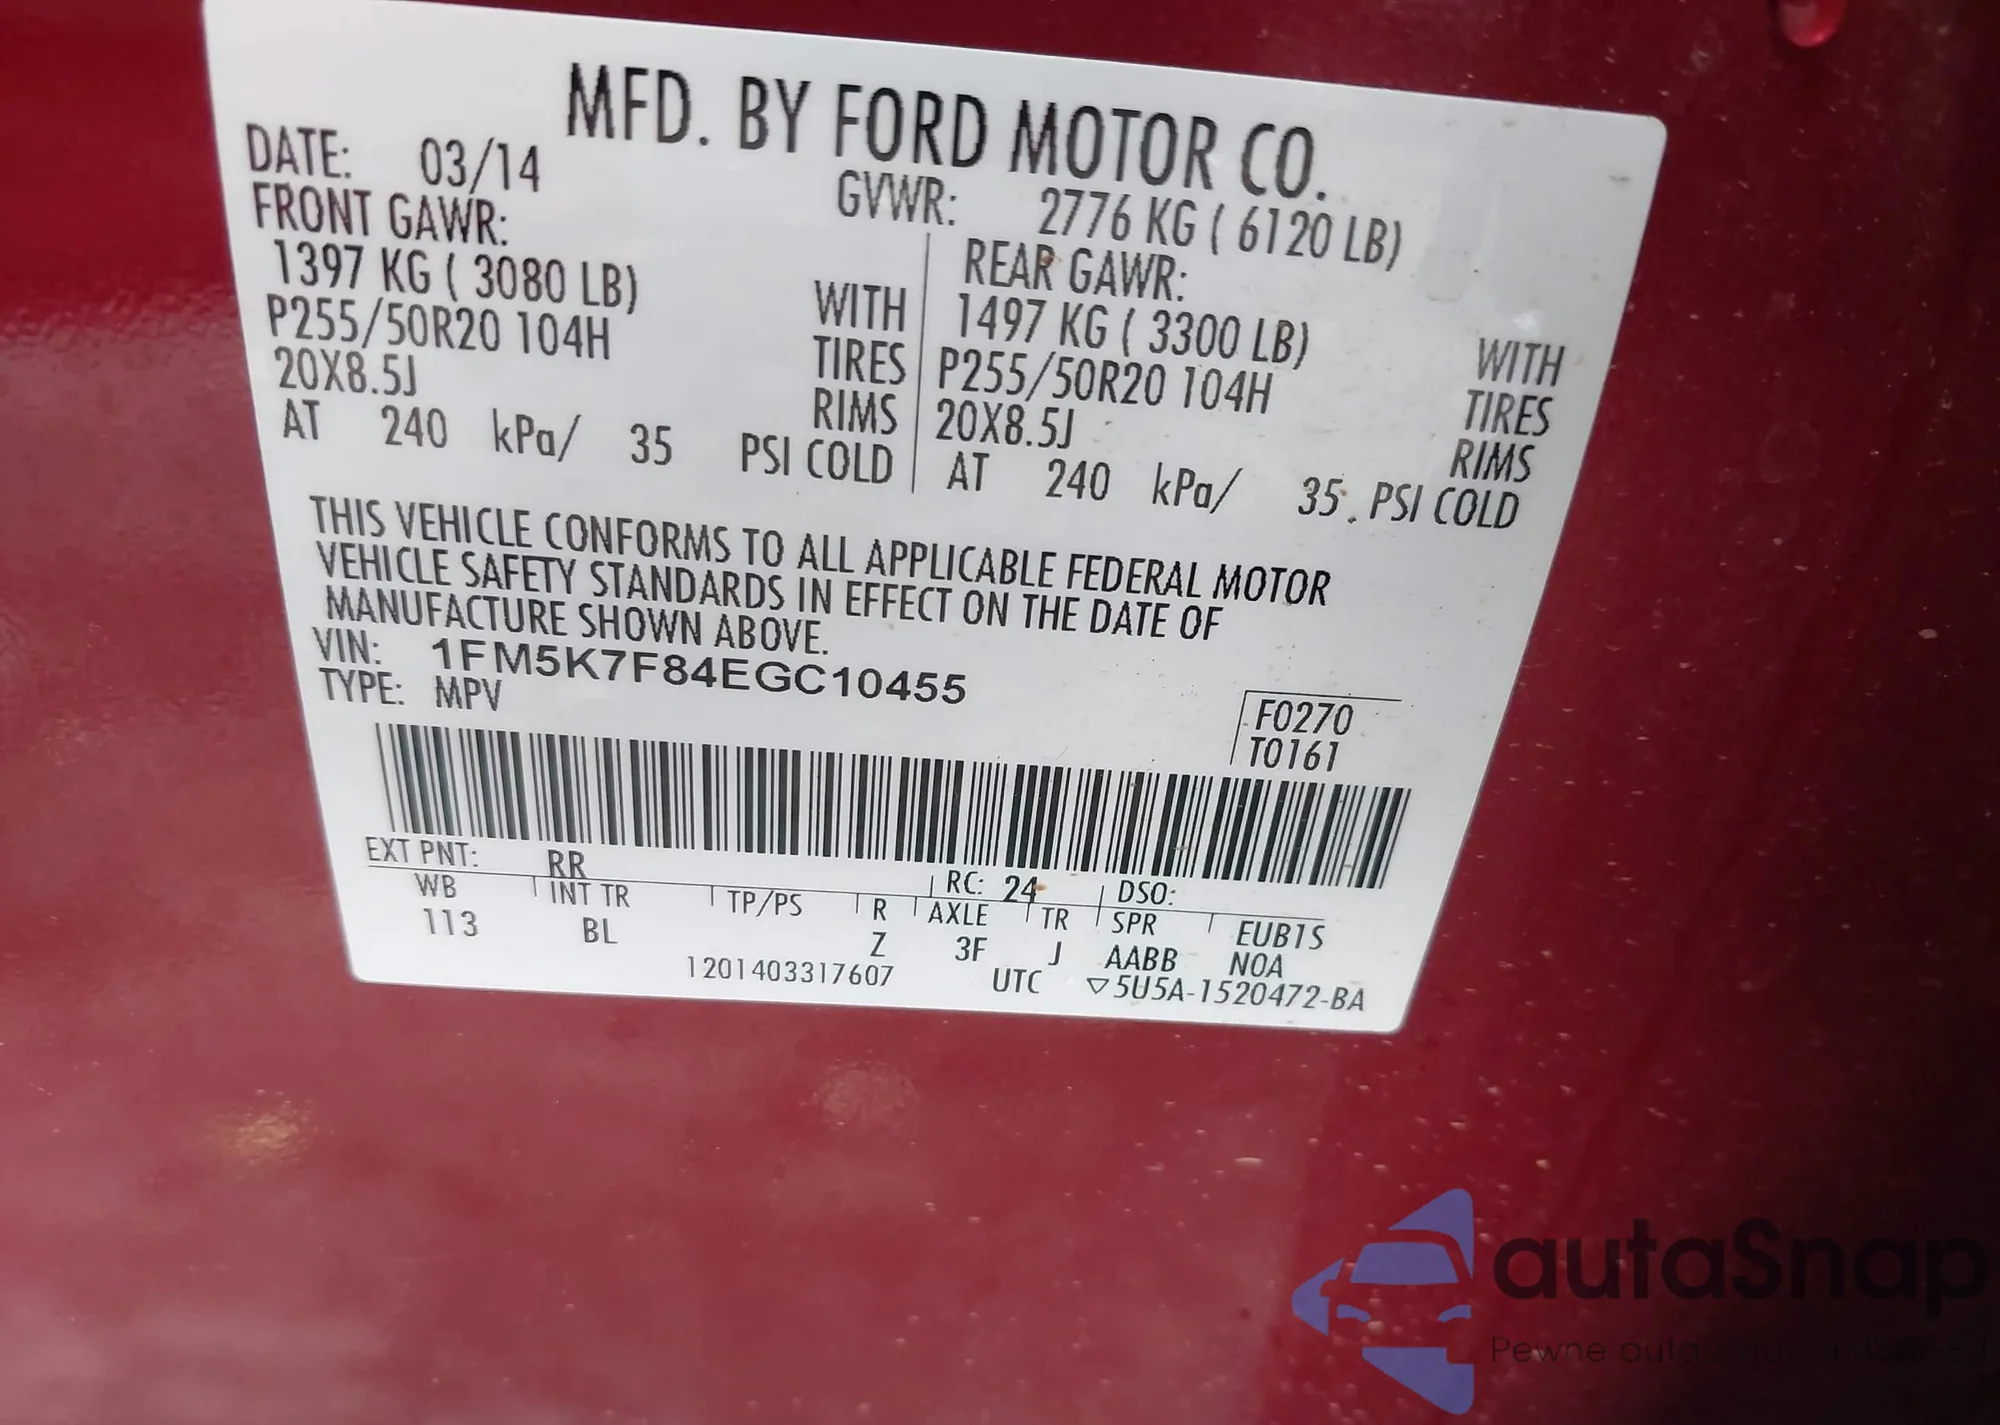 MFD. BY FORD MOTOR CO.
DATE: 03/14
GVWR: 2776 KG ( 6120 LB)
FRONT GAWR:
1397 KG ( 3080 LB) WITH
P255/50R20 104H TIRES
20X8.5J RIMS
AT 240 kPa/ 35 PSI COLD
REAR GAWR:
1497 KG ( 3300 LB) WITH
P255/50R20 104H TIRES
20X8.5J RIMS
AT 240 kPa/ 35 PSI COLD
THIS VEHICLE CONFORMS TO ALL APPLICABLE FEDERAL MOTOR
VEHICLE SAFETY STANDARDS IN EFFECT ON THE DATE OF
MANUFACTURE SHOWN ABOVE.
VIN: 1FM5K7F84EGC10455
TYPE: MPV
F0270
T0161
EXT PNT: RR RC: 24 DSO:
WB INT TR TP/PS R AXLE TR SPR EUB1S
113 BL Z 3F J AABB NOA
1201403317607 UTC ▽5U5A-1520472-BA
autaSnap
Pewne auta